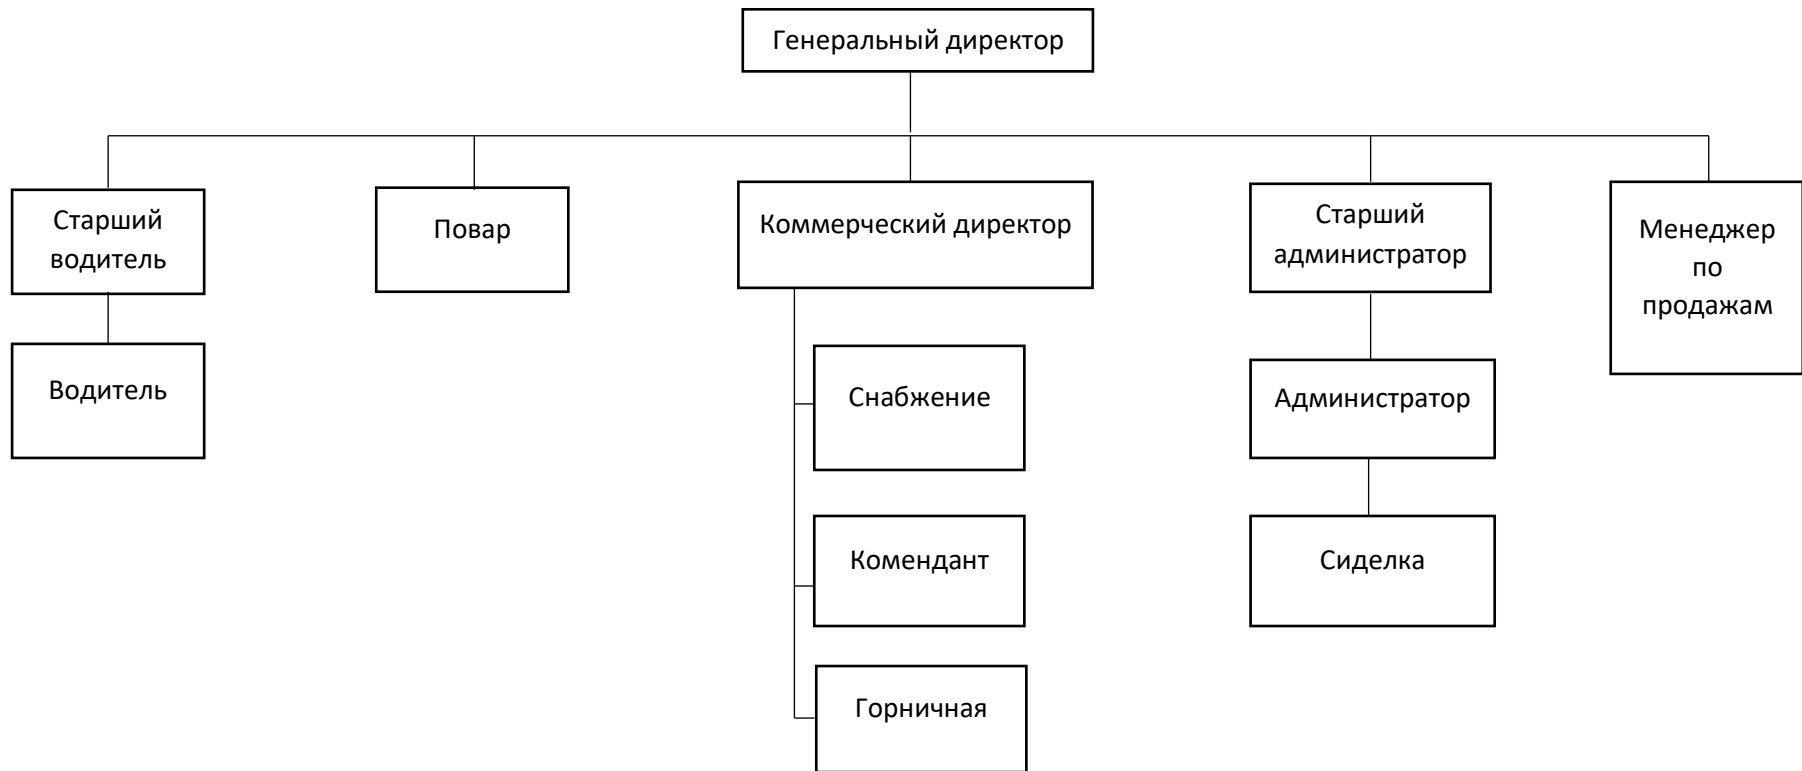 Генеральный директор
Старший
водитель
Повар
Коммерческий директор
Старший
администратор
Менеджер
по
продажам
Водитель
Снабжение
Администратор
Комендант
Сиделка
Горничная